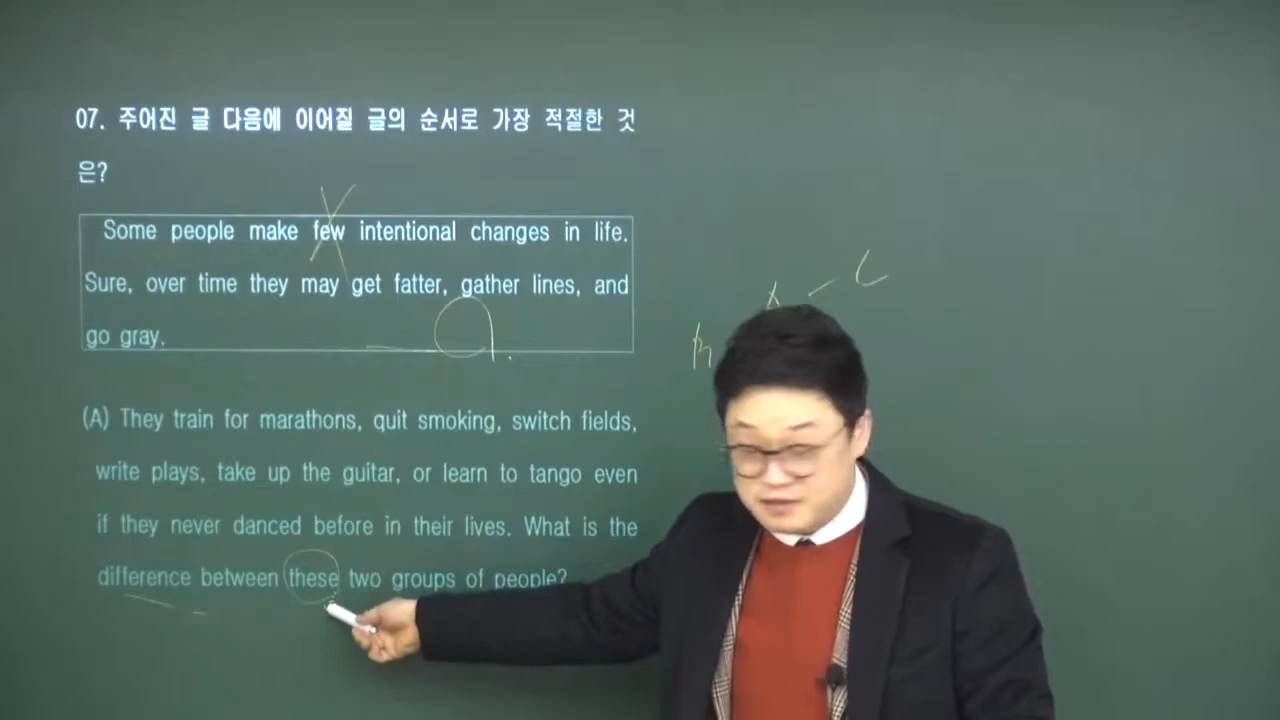 07. 주어진 글 다음에 이어질 글의 순서로 가장 적절한 것
은?
Some people make few intentional changes in life.
Sure, over time they may get fatter, gather lines, and
go gray.
(A) They train for marathons, quit smoking, switch fields,
write plays, take up the guitar, or learn to tango even
if they never danced before in their lives. What is the
difference between these two groups of people?